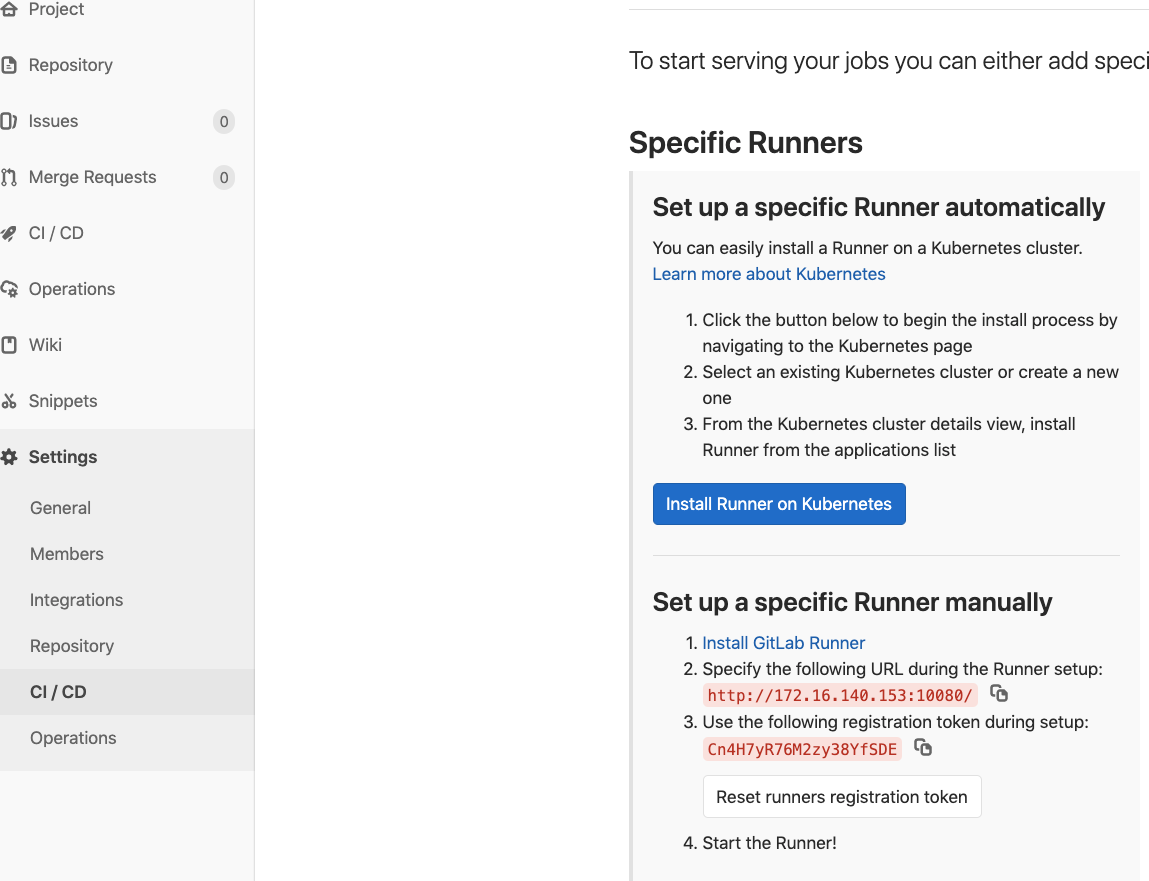 Project
Repository
Issues
0
Merge Requests
0
CI / CD
Operations
Wiki
Snippets
Settings
General
Members
Integrations
Repository
CI / CD
Operations
To start serving your jobs you can either add speci
Specific Runners
Set up a specific Runner automatically
You can easily install a Runner on a Kubernetes cluster.
Learn more about Kubernetes
1. Click the button below to begin the install process by
navigating to the Kubernetes page
2. Select an existing Kubernetes cluster or create a new
one
3. From the Kubernetes cluster details view, install
Runner from the applications list
Install Runner on Kubernetes
Set up a specific Runner manually
1. Install GitLab Runner
2. Specify the following URL during the Runner setup:
http://172.16.140.153:10080/
3. Use the following registration token during setup:
Cn4H7yR76M2zy38YfSDE
Reset runners registration token
4. Start the Runner!